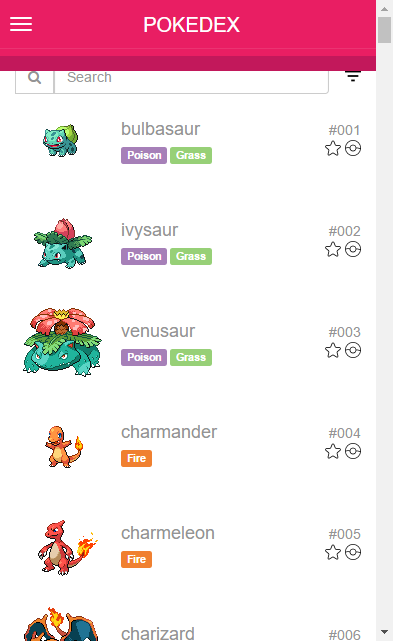 POKEDEX
Search
bulbasaur #001
Poison Grass
ivysaur #002
Poison Grass
venusaur #003
Poison Grass
charmander #004
Fire
charmeleon #005
Fire
charizard #006